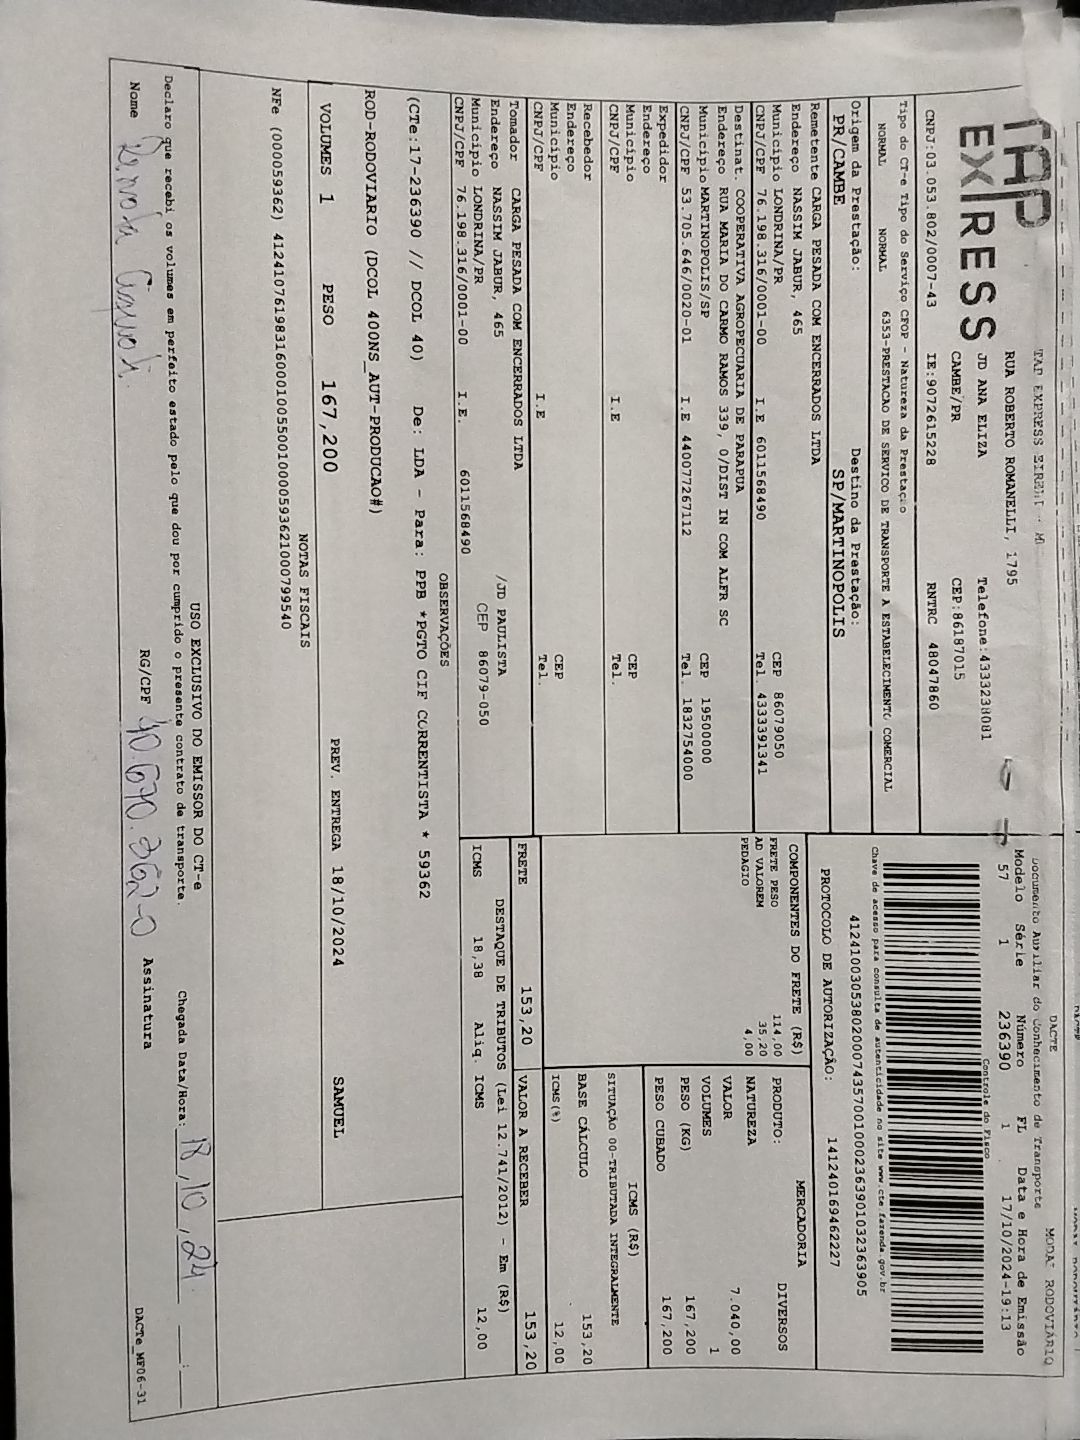 TAP
EXPRESS
TAP EXPRESS EIRELI - M
RUA ROBERTO ROMANELLI, 1795
JD ANA ELIZA Telefone:4333238081
CAMBE/PR CEP:86187015
CNPJ:03.053.802/0007-43 IE:9072615228 RNTRC 48047860
Tipo do CT-e Tipo do Serviço CFOP - Natureza da Prestação
NORMAL NORMAL 6353-PRESTACAO DE SERVICO DE TRANSPORTE A ESTABELECIMENTO COMERCIAL
Origem da Prestação: Destino da Prestação:
PR/CAMBE SP/MARTINOPOLIS
Remetente CARGA PESADA COM ENCERRADOS LTDA
Endereço NASSIM JABUR, 465
Município LONDRINA/PR CEP 86079050
CNPJ/CPF 76.198.316/0001-00 I.E 6011568490 Tel. 4333391341
Destinat. COOPERATIVA AGROPECUARIA DE PARAPUA
Endereço RUA MARIA DO CARMO RAMOS 339, 0/DIST IN COM ALFR SC
Município MARTINOPOLIS/SP CEP 19500000
CNPJ/CPF 53.705.646/0020-01 I.E 440077267112 Tel. 1832754000
Expedidor
Endereço
Município CEP
CNPJ/CPF I.E Tel.
Recebedor
Endereço
Município CEP
CNPJ/CPF I.E Tel.
Tomador CARGA PESADA COM ENCERRADOS LTDA
Endereço NASSIM JABUR, 465 /JD PAULISTA
Município LONDRINA/PR CEP 86079-050
CNPJ/CPF 76.198.316/0001-00 I.E. 6011568490
DACTE MODAL RODOVIÁRIO
Documento Auxiliar do Conhecimento de Transporte
Modelo Série Número FL Data e Hora de Emissão
57 1 236390 1 17/10/2024-19:13
Controle do Fisco
Chave de acesso para consulta de autenticidade no site www.cte.fazenda.gov.br
41241003053802000743570010002363901032363905
PROTOCOLO DE AUTORIZAÇÃO: 141240169462227
COMPONENTES DO FRETE (R$)
FRETE PESO 114,00
AD VALOREM 35,20
PEDAGIO 4,00
MERCADORIA
PRODUTO: DIVERSOS
NATUREZA
VALOR 7.040,00
VOLUMES 1
PESO (KG) 167,200
PESO CUBADO 167,200
ICMS (R$)
SITUAÇÃO 00-TRIBUTADA INTEGRALMENTE
BASE CÁLCULO 153,20
ICMS(%) 12,00
FRETE 153,20 VALOR A RECEBER 153,20
DESTAQUE DE TRIBUTOS (Lei 12.741/2012) - Em (R$)
ICMS 18,38 Aliq. ICMS 12,00
OBSERVAÇÕES
(CTe:17-236390 // DCOL 40) De: LDA - Para: PPB *PGTO CIF CORRENTISTA * 59362
ROD-RODOVIARIO (DCOL 400NS_AUT-PRODUCAO#)
VOLUMES 1 PESO 167,200 PREV. ENTREGA 18/10/2024 SAMUEL
NOTAS FISCAIS
NFe (000059362) 41241076198316000100550010000593621000799540
USO EXCLUSIVO DO EMISSOR DO CT-e
Declaro que recebi os volumes em perfeito estado pelo que dou por cumprido o presente contrato de transporte. Chegada Data/Hora: 18/10/24 :
Nome RG/CPF 40.670.362-0 Assinatura
DACTe_MF06-31